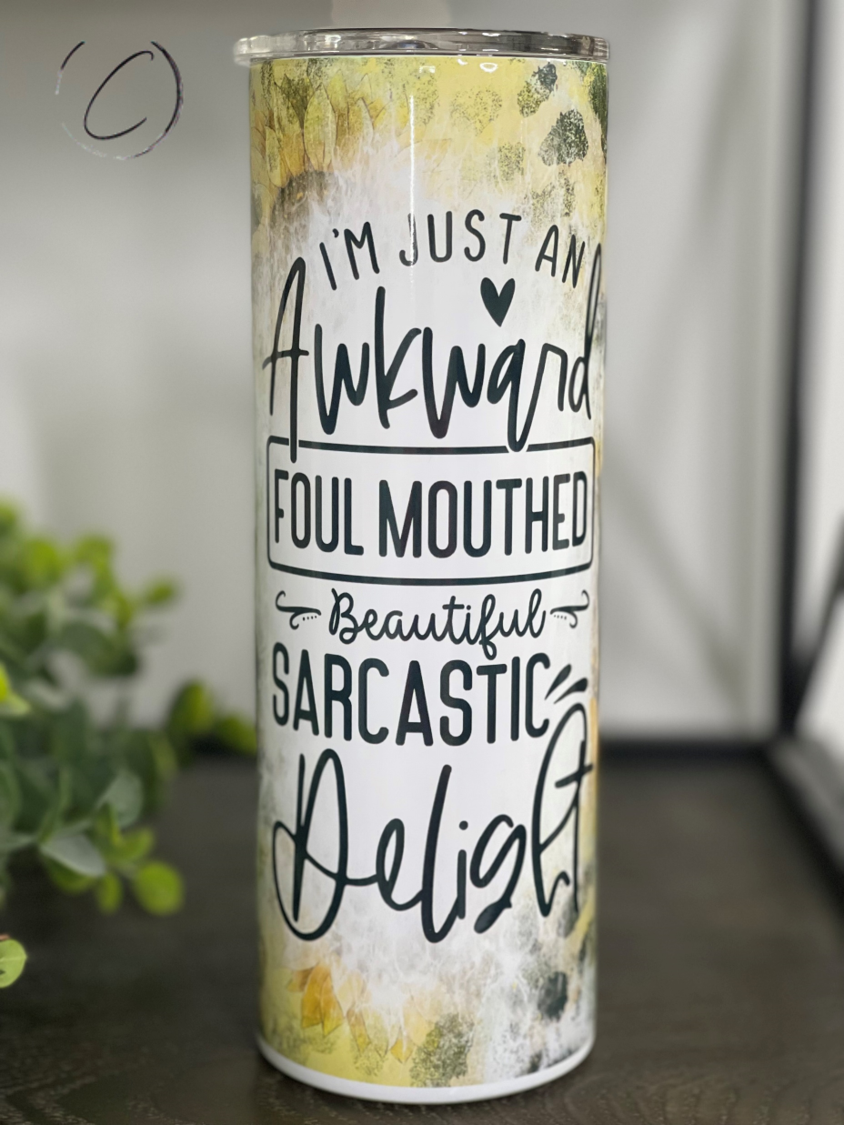 I'M JUST AN
Awkward
FOUL MOUTHED
Beautiful
SARCASTIC
Delight